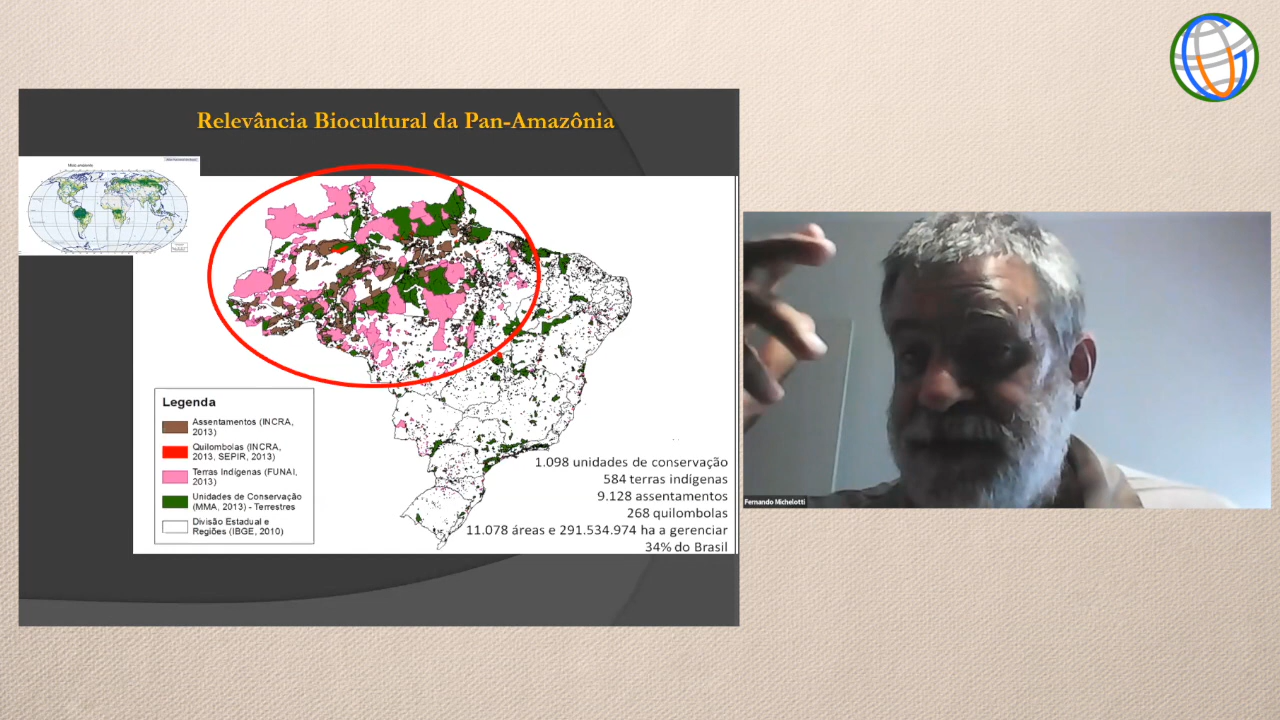 Relevância Biocultural da Pan-Amazônia
Legenda
Assentamentos (INCRA,
2013)
Quilombolas (INCRA,
2013, SEPIR, 2013)
Terras Indígenas (FUNAI,
2013)
Unidades de Conservação
(MMA, 2013) - Terrestres
Divisão Estadual e
Regiões (IBGE, 2010)
1.098 unidades de conservação
584 terras indígenas
9.128 assentamentos
268 quilombolas
11.078 áreas e 291.534.974 ha a gerenciar
34% do Brasil
Fernando Michelotti